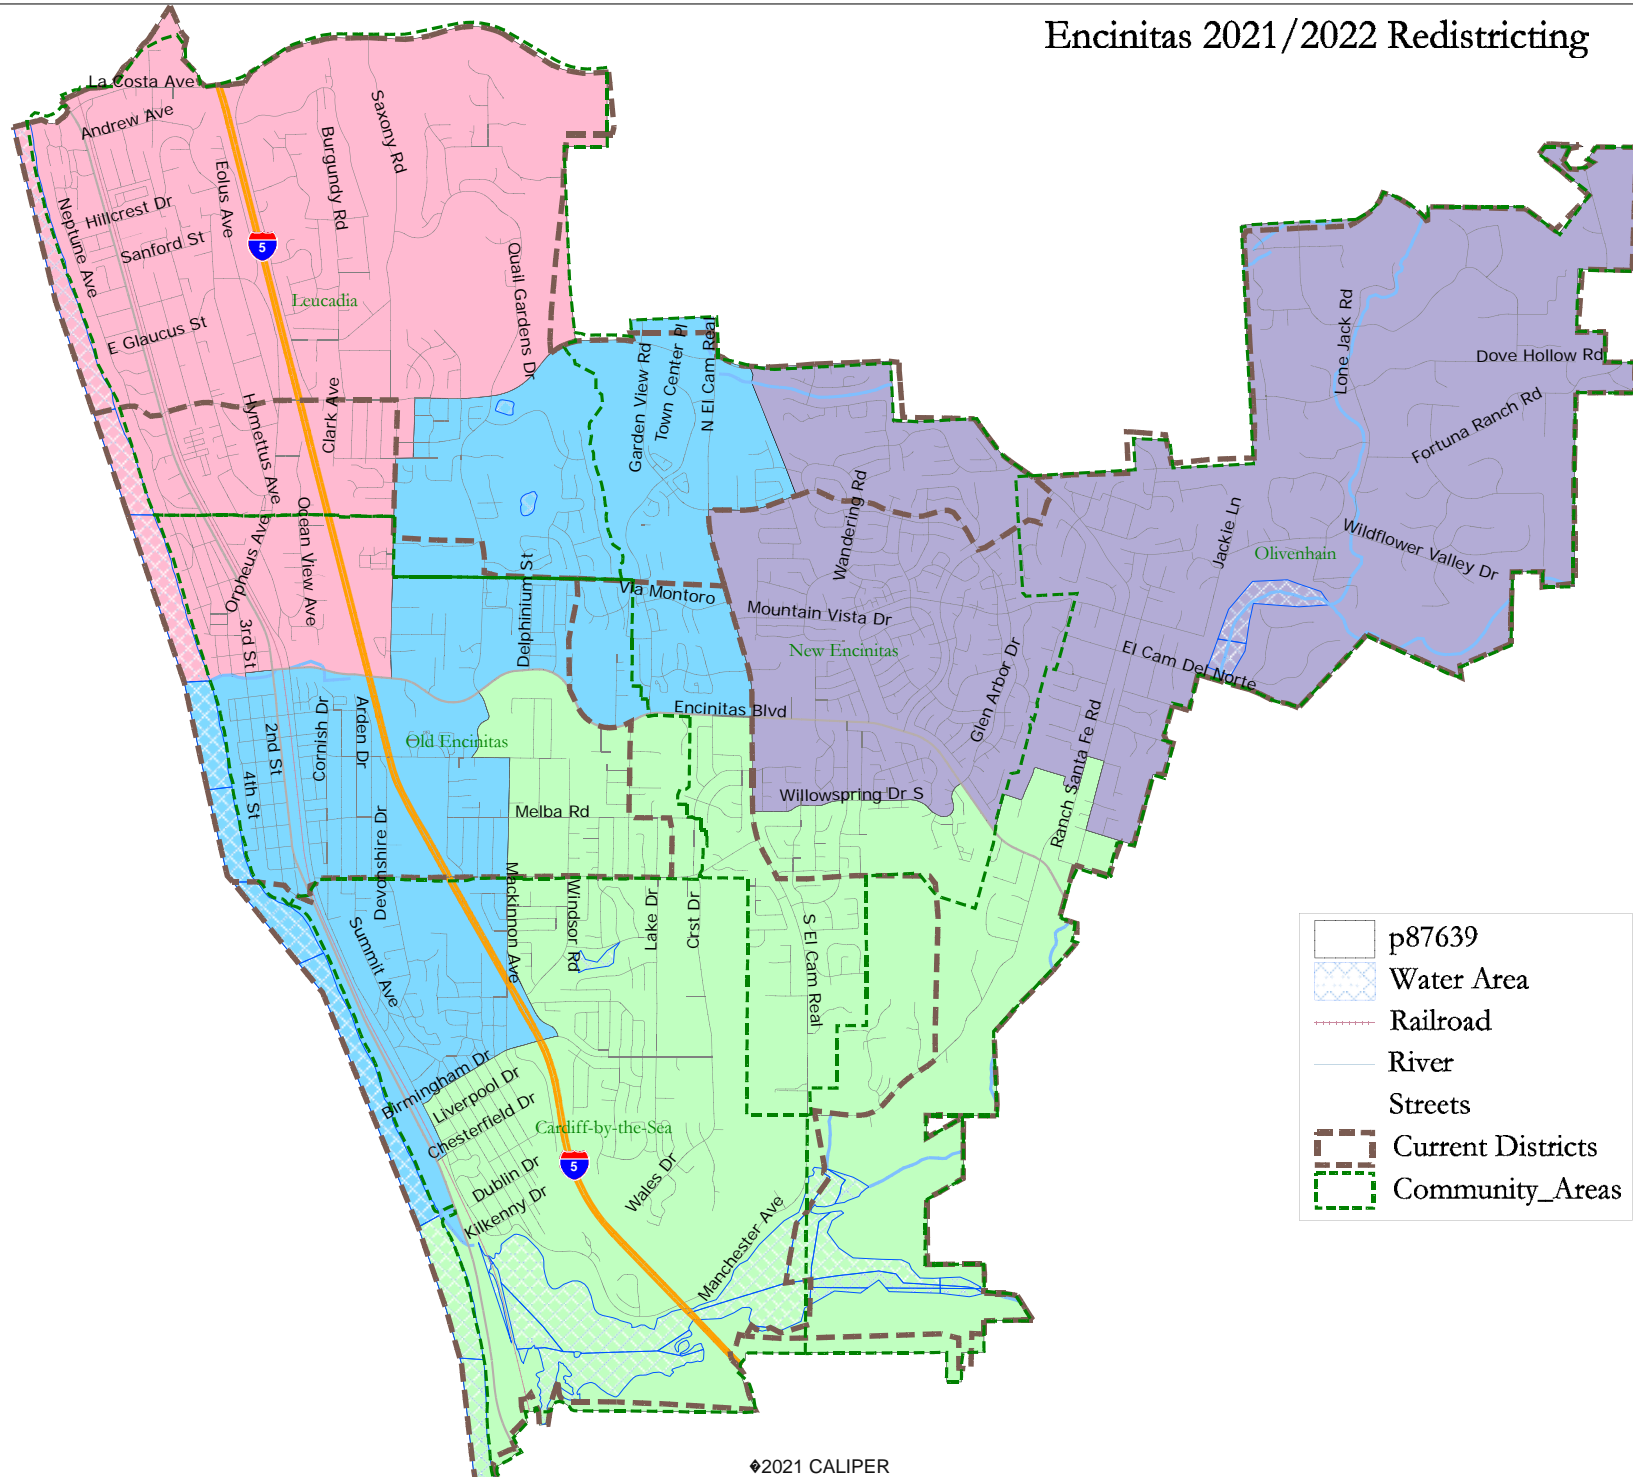 Encinitas 2021/2022 Redistricting
La Costa Ave
Andrew Ave
Saxony Rd
Burgundy Rd
Eolus Ave
Neptune Ave
Hillcrest Dr
Sanford St
5
Quail Gardens Dr
Leucadia
E Glaucus St
Hymettus Ave
Clark Ave
Garden View Rd
Town Center Pl
N El Cam Real
Lone Jack Rd
Dove Hollow Rd
Fortuna Ranch Rd
Wandering Rd
Jackie Ln
Olivenhain
Wildflower Valley Dr
Orpheus Ave
Ocean View Ave
3rd St
Delphinium St
Via Montoro
Mountain Vista Dr
New Encinitas
Glen Arbor Dr
El Cam Del Norte
Encinitas Blvd
Ranch Santa Fe Rd
2nd St
4th St
Cornish Dr
Arden Dr
Old Encinitas
Devonshire Dr
Melba Rd
Willowspring Dr S
Mackinnon Ave
Windsor Rd
Lake Dr
Crst Dr
S El Cam Real
Summit Ave
Birmingham Dr
Liverpool Dr
Chesterfield Dr
Cardiff-by-the-Sea
5
Dublin Dr
Kilkenny Dr
Wales Dr
Manchester Ave
p87639
Water Area
Railroad
River
Streets
Current Districts
Community_Areas
�2021 CALIPER